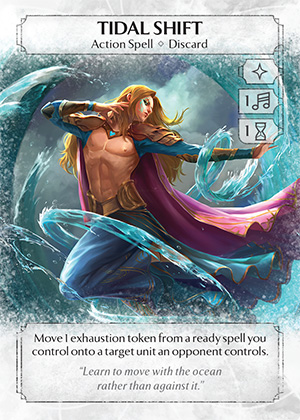 TIDAL SHIFT
Action Spell ⟡ Discard
1
1
Move 1 exhaustion token from a ready spell you
control onto a target unit an opponent controls.
“Learn to move with the ocean
rather than against it.”